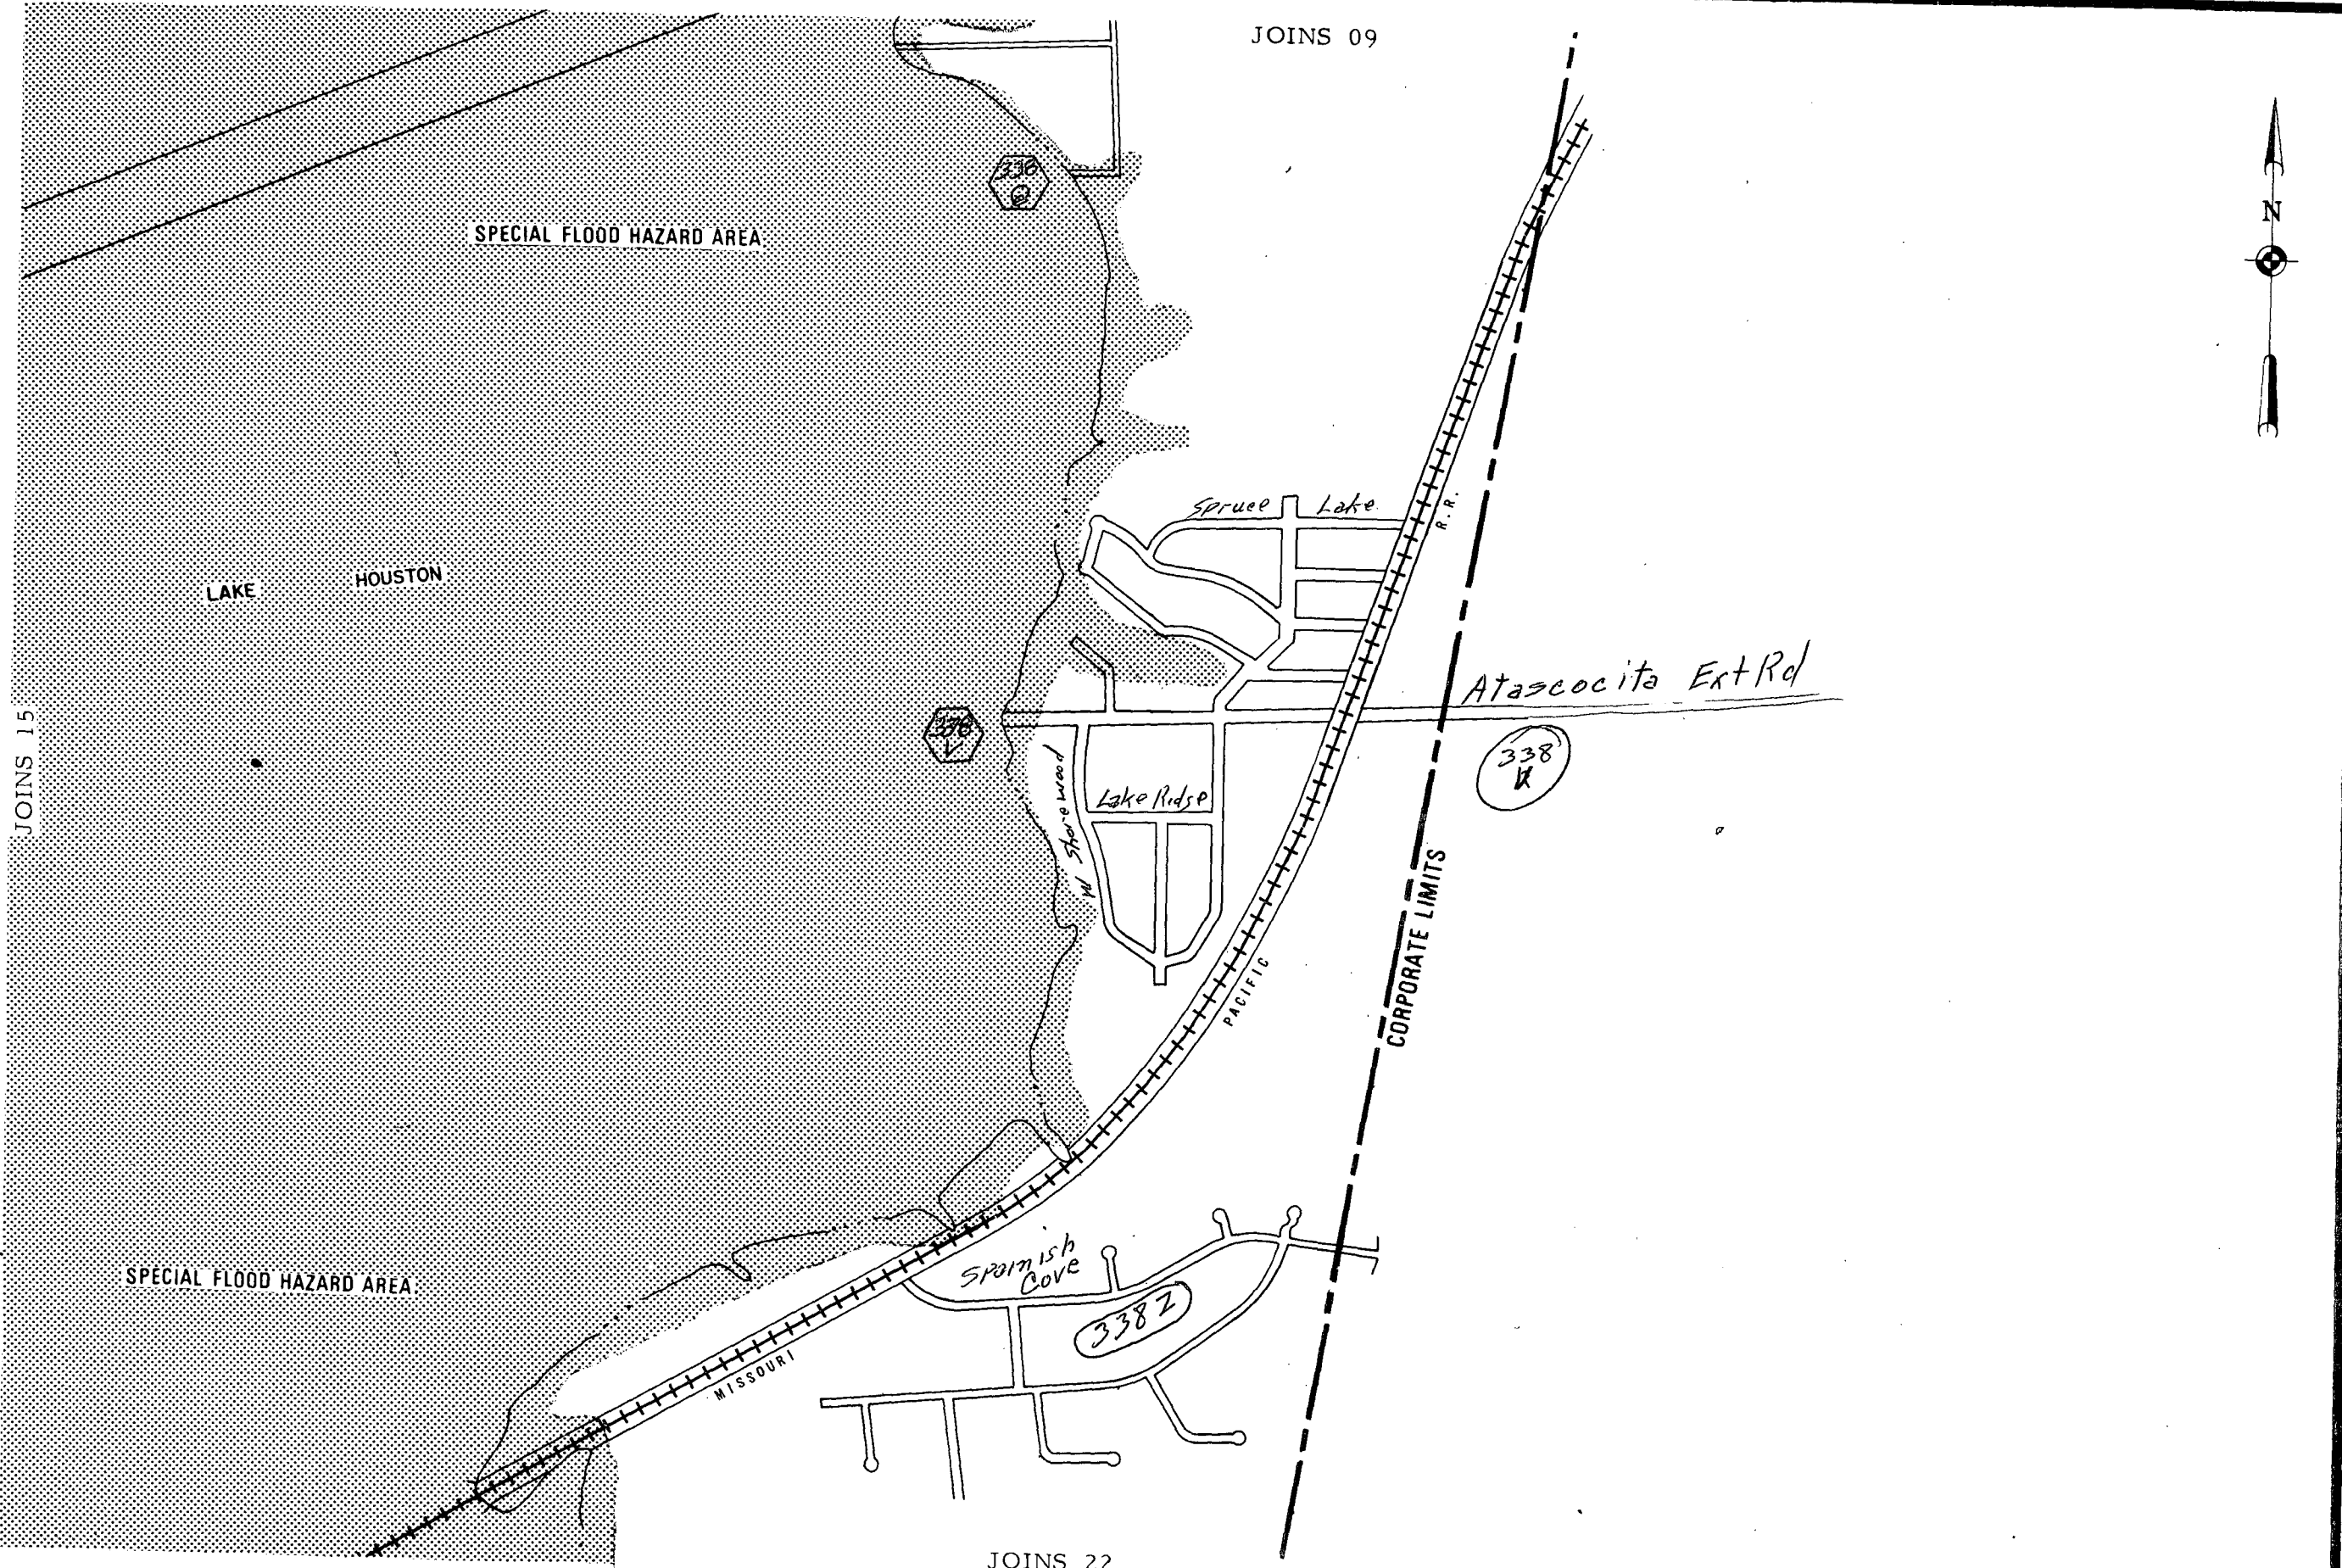 JOINS 09
338
N
SPECIAL FLOOD HAZARD AREA
Spruce Lake
R.R.
LAKE HOUSTON
Atascocita Ext Rd
JOINS 15
338
Lake Ridge
W Shorewood
CORPORATE LIMITS
PACIFIC
Spanish
Cove
SPECIAL FLOOD HAZARD AREA
338 Z
MISSOURI
JOINS 22